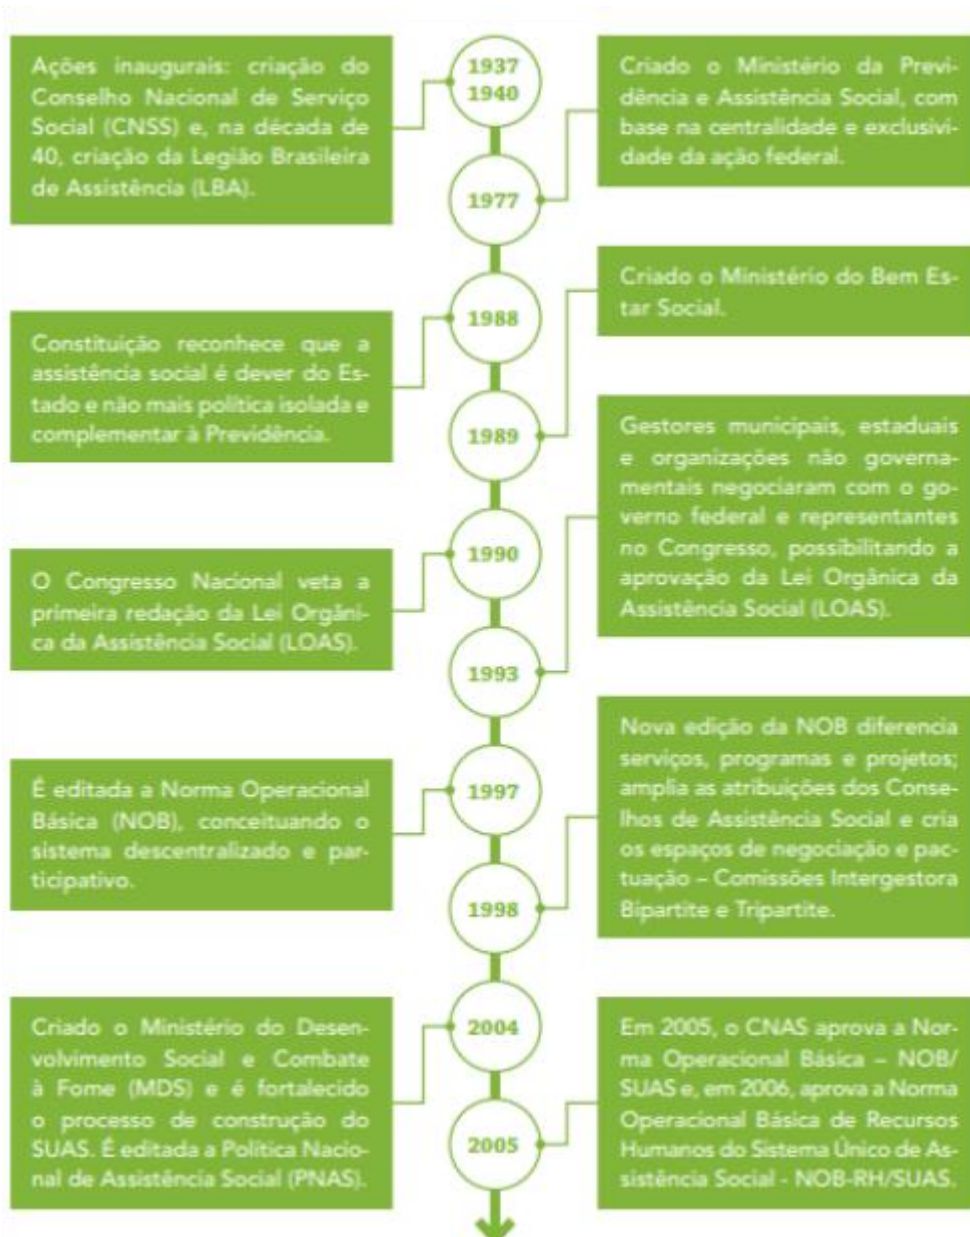 1937
1940
Ações inaugurais: criação do
Conselho Nacional de Serviço
Social (CNSS) e, na década de
40, criação da Legião Brasileira
de Assistência (LBA).
1977
Criado o Ministério da Previ-
dência e Assistência Social, com
base na centralidade e exclusivi-
dade da ação federal.
1988
Constituição reconhece que a
assistência social é dever do Es-
tado e não mais política isolada e
complementar à Previdência.
1989
Criado o Ministério do Bem Es-
tar Social.
1990
O Congresso Nacional veta a
primeira redação da Lei Orgâni-
ca da Assistência Social (LOAS).
1993
Gestores municipais, estaduais
e organizações não governa-
mentais negociaram com o go-
verno federal e representantes
no Congresso, possibilitando a
aprovação da Lei Orgânica da
Assistência Social (LOAS).
1997
É editada a Norma Operacional
Básica (NOB), conceituando o
sistema descentralizado e par-
ticipativo.
1998
Nova edição da NOB diferencia
serviços, programas e projetos;
amplia as atribuições dos Conse-
lhos de Assistência Social e cria
os espaços de negociação e pac-
tuação – Comissões Intergestora
Bipartite e Tripartite.
2004
Criado o Ministério do Desen-
volvimento Social e Combate
à Fome (MDS) e é fortalecido
o processo de construção do
SUAS. É editada a Política Nacio-
nal de Assistência Social (PNAS).
2005
Em 2005, o CNAS aprova a Nor-
ma Operacional Básica – NOB/
SUAS e, em 2006, aprova a Norma
Operacional Básica de Recursos
Humanos do Sistema Único de As-
sistência Social - NOB-RH/SUAS.